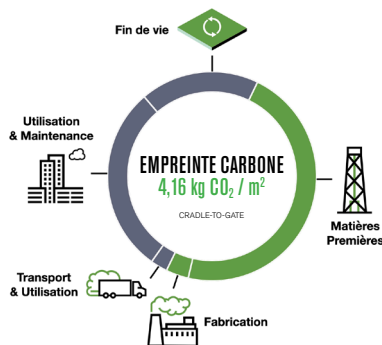 Fin de vie
Utilisation
& Maintenance
EMPREINTE CARBONE
4,16 kg CO₂ / m²
CRADLE-TO-GATE
Matières
Premières
Transport
& Utilisation
Fabrication